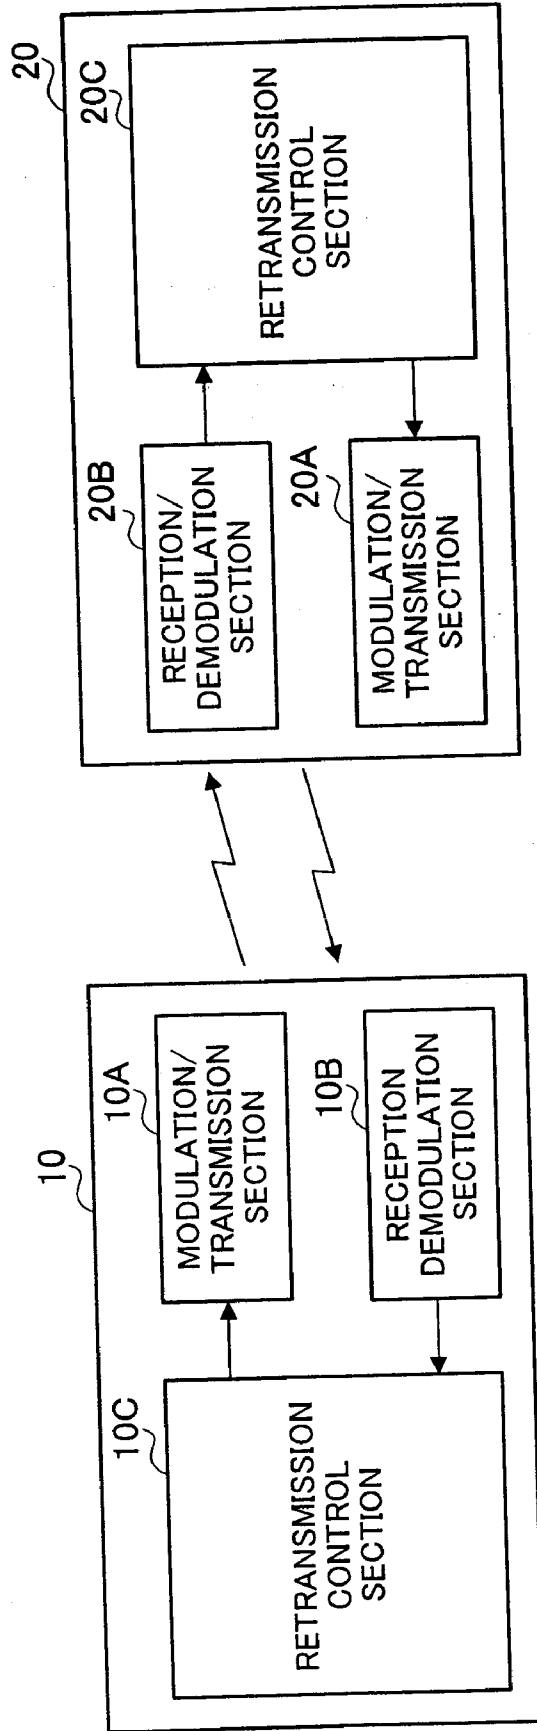 10
10C
RETRANSMISSION
CONTROL
SECTION
10A
MODULATION/
TRANSMISSION
SECTION
10B
RECEPTION
DEMODULATION
SECTION
20
20B
RECEPTION/
DEMODULATION
SECTION
20A
MODULATION/
TRANSMISSION
SECTION
20C
RETRANSMISSION
CONTROL
SECTION